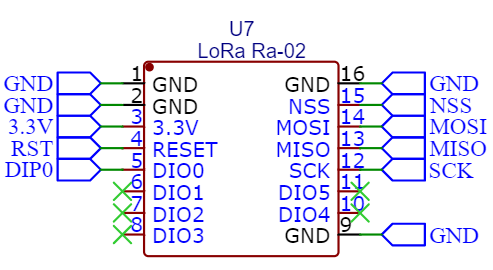 U7
LoRa Ra-02
GND 1 GND GND 16 GND
GND 2 GND NSS 15 NSS
3.3V 3 3.3V MOSI 14 MOSI
RST 4 RESET MISO 13 MISO
DIP0 5 DIO0 SCK 12 SCK
6 DIO1 DIO5 11
7 DIO2 DIO4 10
8 DIO3 GND 9 GND